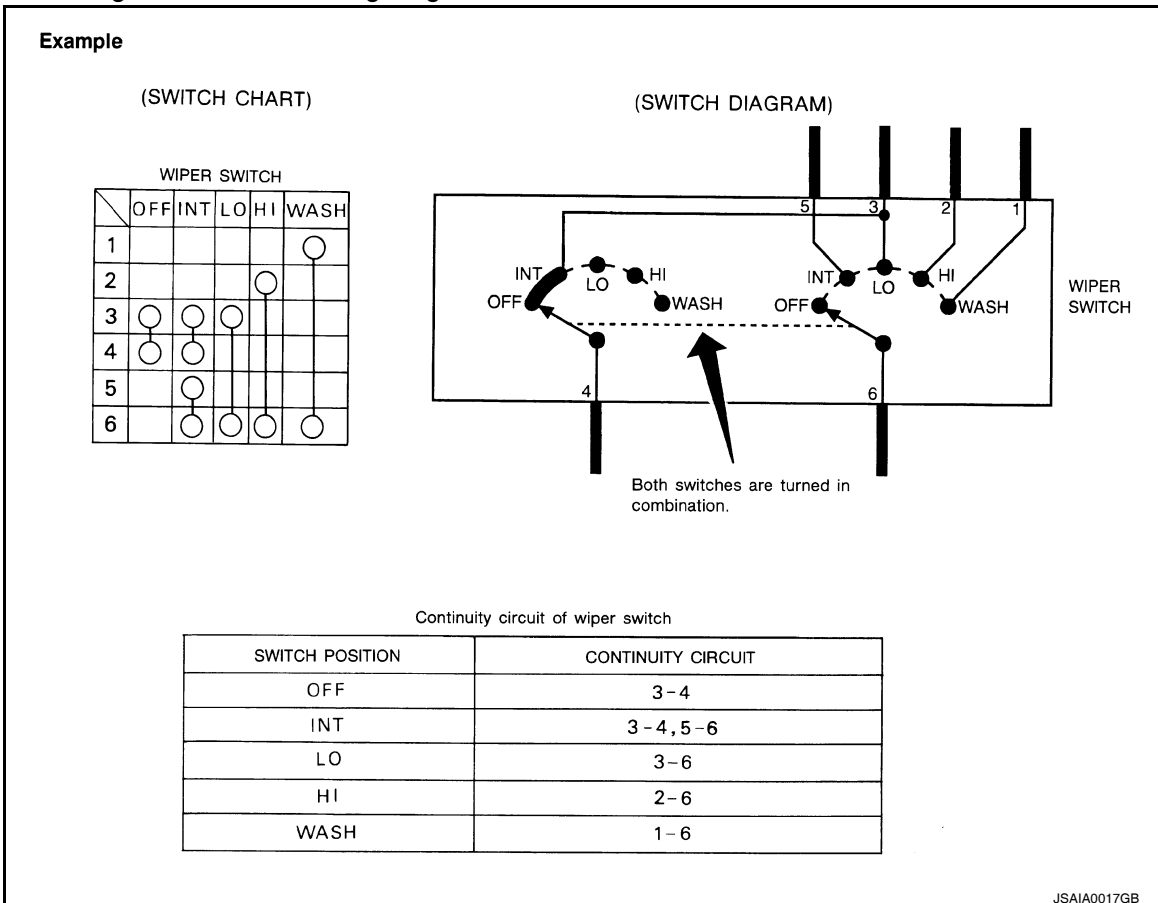 Example
(SWITCH CHART)
(SWITCH DIAGRAM)
WIPER SWITCH
OFF INT LO HI WASH
1
2
3
4
5
6
5 3 2 1
INT LO HI
OFF WASH
INT LO HI
OFF WASH
WIPER
SWITCH
4 6
Both switches are turned in
combination.
Continuity circuit of wiper switch
SWITCH POSITION CONTINUITY CIRCUIT
OFF 3-4
INT 3-4,5-6
LO 3-6
HI 2-6
WASH 1-6
JSAIA0017GB